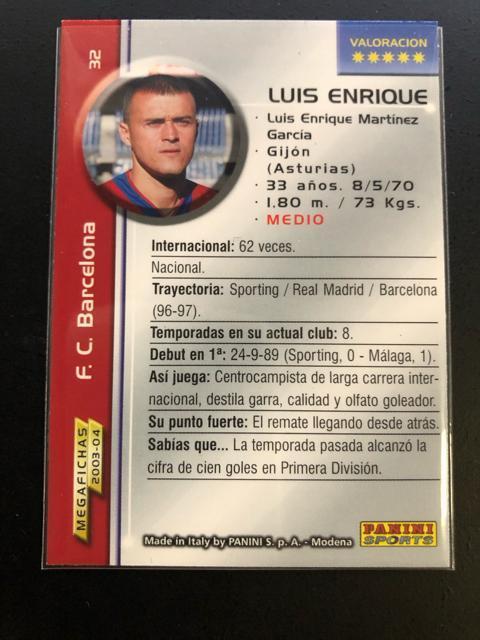 32
VALORACION
LUIS ENRIQUE
· Luis Enrique Martínez
García
· Gijón
(Asturias)
· 33 años. 8/5/70
· 1,80 m. / 73 Kgs.
· MEDIO
F. C. Barcelona
MEGAFICHAS
2003-04
Internacional: 62 veces.
Nacional.
Trayectoria: Sporting / Real Madrid / Barcelona
(96-97).
Temporadas en su actual club: 8.
Debut en 1ª: 24-9-89 (Sporting, 0 - Málaga, 1).
Así juega: Centrocampista de larga carrera inter-
nacional, destila garra, calidad y olfato goleador.
Su punto fuerte: El remate llegando desde atrás.
Sabías que... La temporada pasada alcanzó la
cifra de cien goles en Primera División.
Made in Italy by PANINI S. p. A. - Modena
PANINI
SPORTS